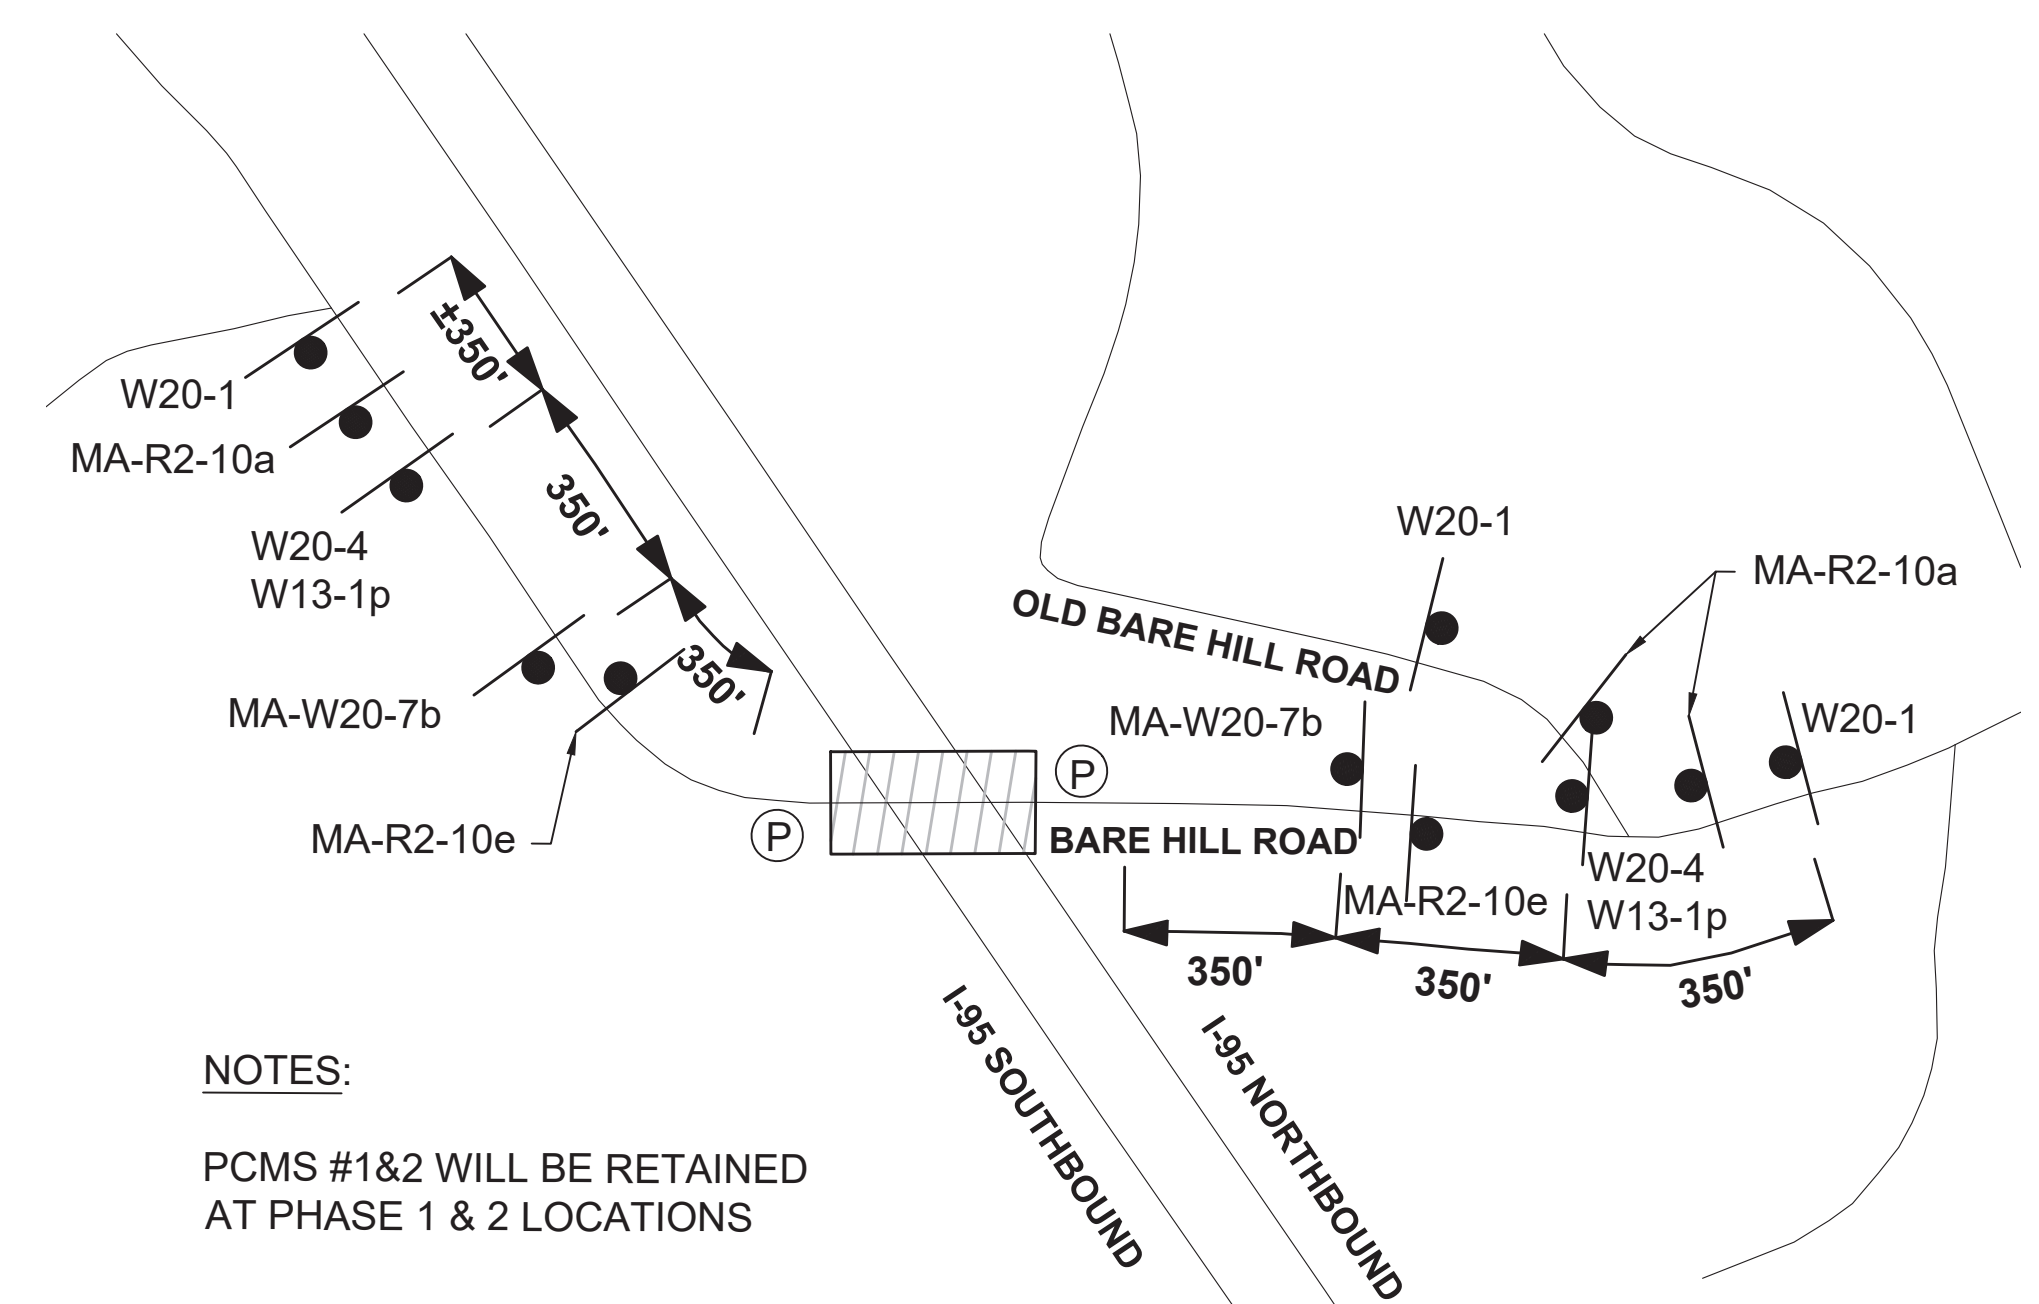 ±350'
W20-1
MA-R2-10a
350'
W20-4
W13-1p
350'
MA-W20-7b
MA-R2-10e
P
P
W20-1
MA-R2-10a
OLD BARE HILL ROAD
MA-W20-7b
W20-1
BARE HILL ROAD
W20-4
W13-1p
MA-R2-10e
350'
350'
350'
I-95 SOUTHBOUND
I-95 NORTHBOUND
NOTES:
PCMS #1&2 WILL BE RETAINED
AT PHASE 1 & 2 LOCATIONS